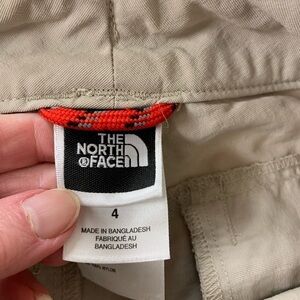 THE
NORTH
®FACE
4
MADE IN BANGLADESH
FABRIQUÉ AU
BANGLADESH